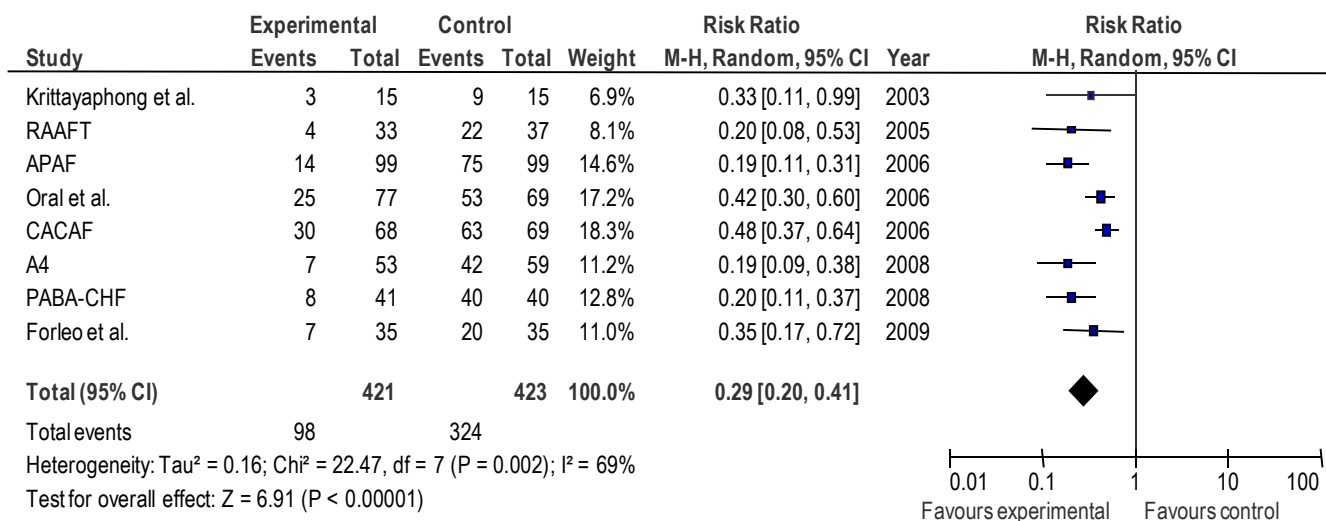 Experimental Control Risk Ratio Risk Ratio
Study Events Total Events Total Weight M-H, Random, 95% CI Year M-H, Random, 95% CI
Krittayaphong et al. 3 15 9 15 6.9% 0.33 [0.11, 0.99] 2003
RAAFT 4 33 22 37 8.1% 0.20 [0.08, 0.53] 2005
APAF 14 99 75 99 14.6% 0.19 [0.11, 0.31] 2006
Oral et al. 25 77 53 69 17.2% 0.42 [0.30, 0.60] 2006
CACAF 30 68 63 69 18.3% 0.48 [0.37, 0.64] 2006
A4 7 53 42 59 11.2% 0.19 [0.09, 0.38] 2008
PABA-CHF 8 41 40 40 12.8% 0.20 [0.11, 0.37] 2008
Forleo et al. 7 35 20 35 11.0% 0.35 [0.17, 0.72] 2009
Total (95% CI) 421 423 100.0% 0.29 [0.20, 0.41]
Total events 98 324
Heterogeneity: Tau² = 0.16; Chi² = 22.47, df = 7 (P = 0.002); I² = 69%
Test for overall effect: Z = 6.91 (P < 0.00001)
0.01 0.1 1 10 100
Favours experimental Favours control